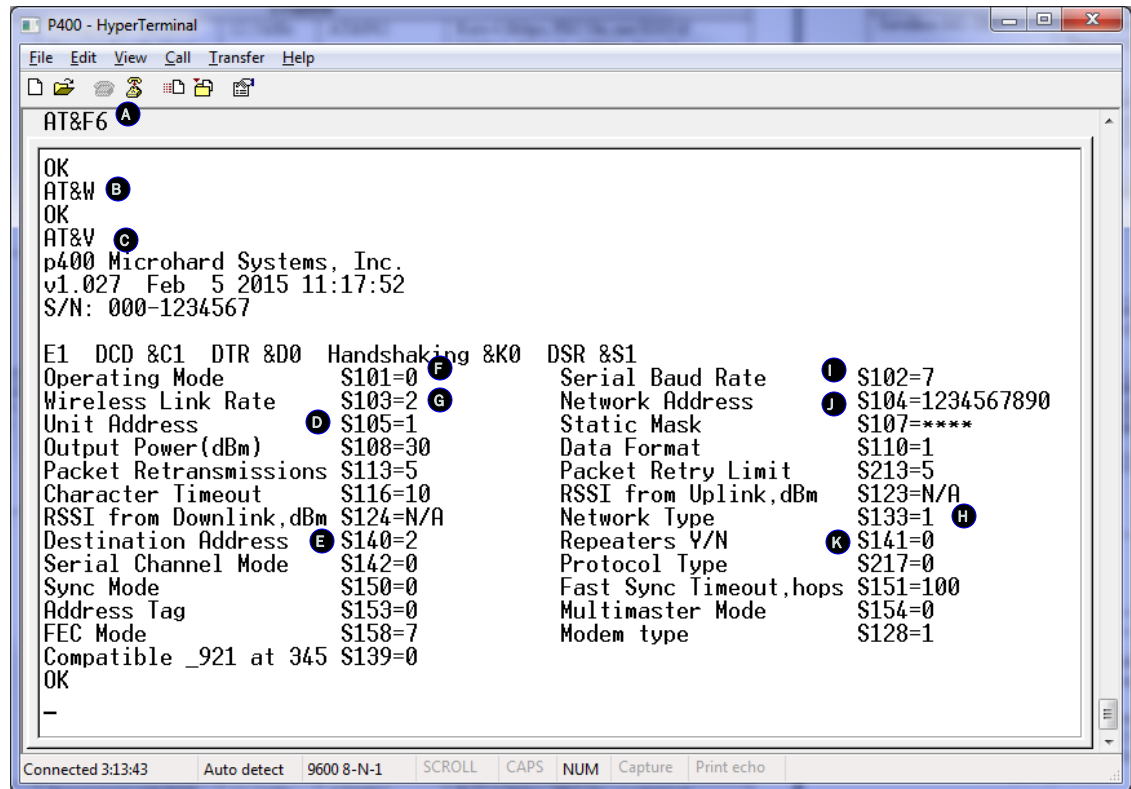 P400 - HyperTerminal
File Edit View Call Transfer Help
AT&F6 A
OK
AT&W B
OK
AT&V C
p400 Microhard Systems, Inc.
v1.027 Feb 5 2015 11:17:52
S/N: 000-1234567
E1 DCD &C1 DTR &D0 Handshaking &K0 DSR &S1
Operating Mode S101=0 F Serial Baud Rate I S102=7
Wireless Link Rate S103=2 G Network Address J S104=1234567890
Unit Address D S105=1 Static Mask S107=****
Output Power(dBm) S108=30 Data Format S110=1
Packet Retransmissions S113=5 Packet Retry Limit S213=5
Character Timeout S116=10 RSSI from Uplink,dBm S123=N/A
RSSI from Downlink,dBm S124=N/A Network Type S133=1 H
Destination Address E S140=2 Repeaters Y/N K S141=0
Serial Channel Mode S142=0 Protocol Type S217=0
Sync Mode S150=0 Fast Sync Timeout,hops S151=100
Address Tag S153=0 Multimaster Mode S154=0
FEC Mode S158=7 Modem type S128=1
Compatible _921 at 345 S139=0
OK
_
Connected 3:13:43 Auto detect 9600 8-N-1 SCROLL CAPS NUM Capture Print echo